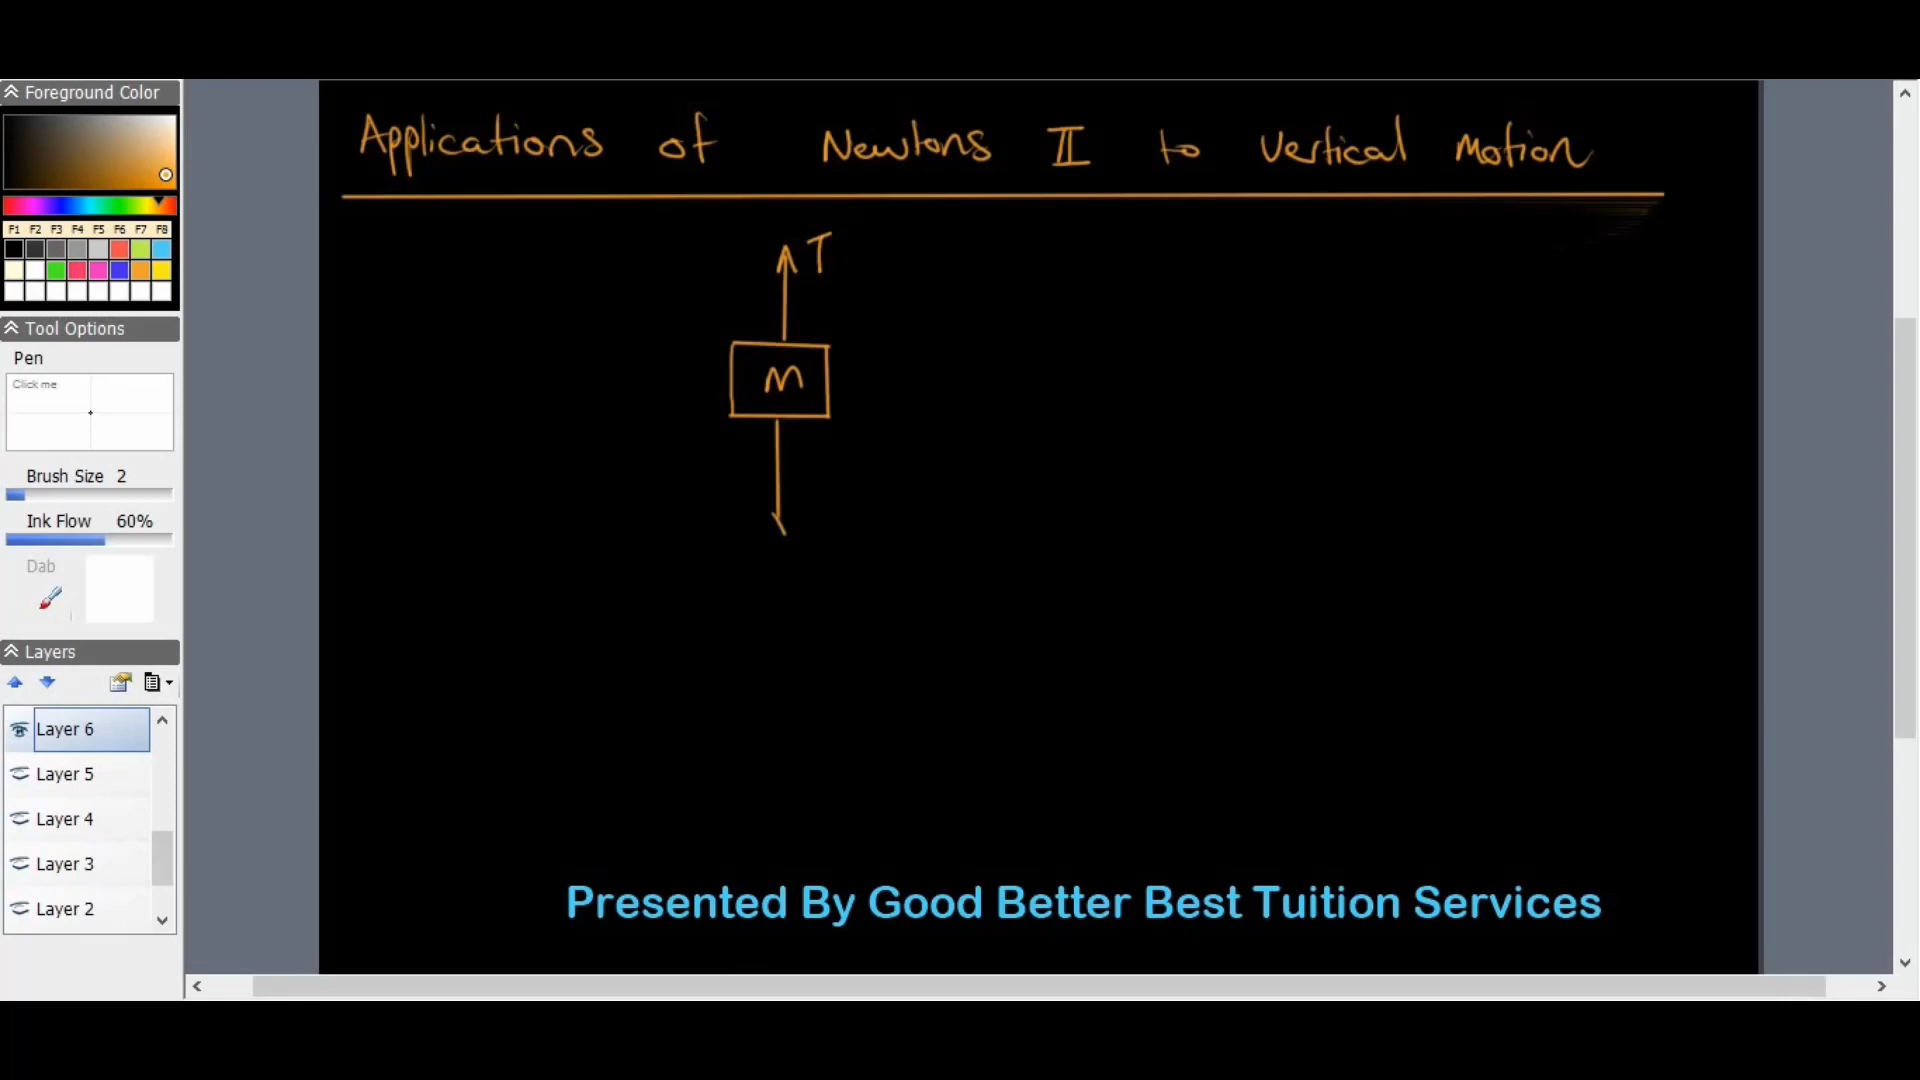 Foreground Color
F1 F2 F3 F4 F5 F6 F7 F8
Tool Options
Pen
Click me
Brush Size 2
Ink Flow 60%
Dab
Layers
Layer 6
Layer 5
Layer 4
Layer 3
Layer 2
Applications of Newtons II to Vertical Motion
T
m
Presented By Good Better Best Tuition Services